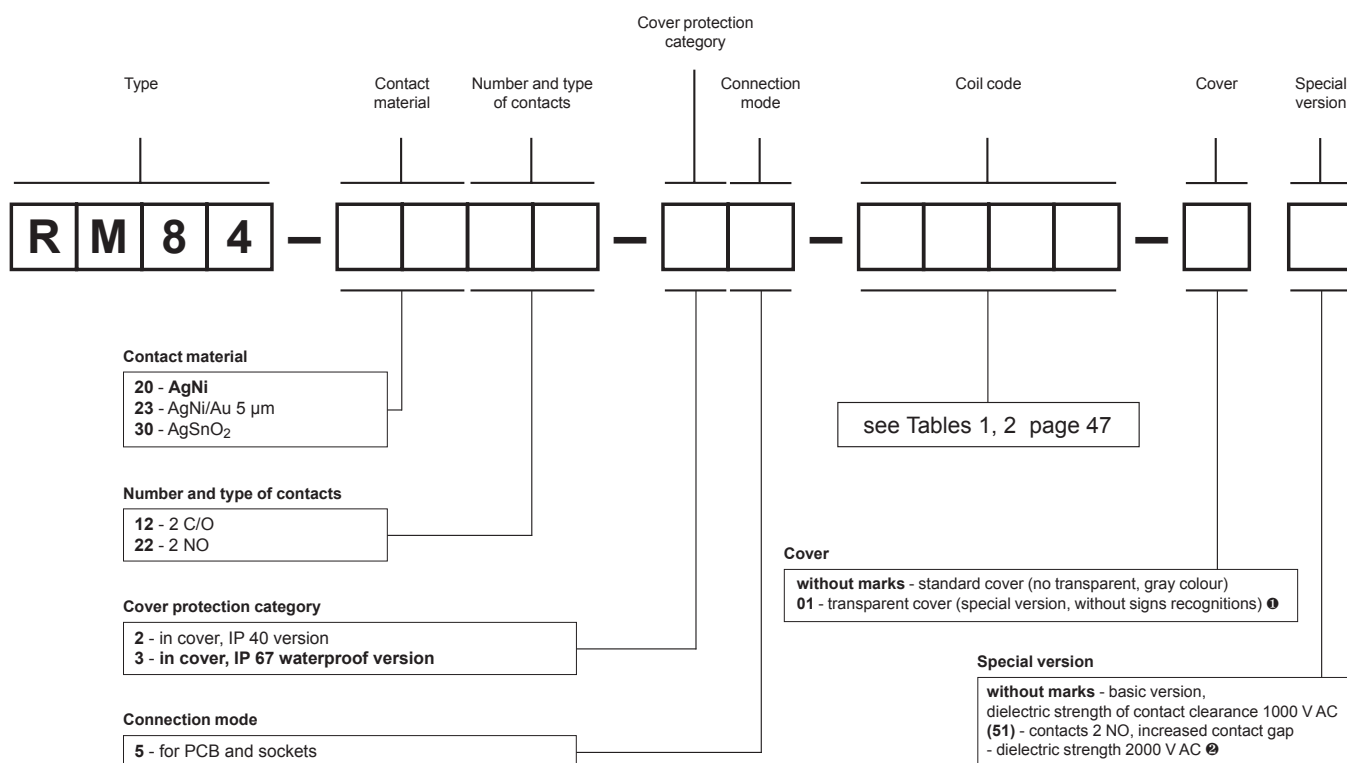 Cover protection
category
Type
Contact
material
Number and type
of contacts
Connection
mode
Coil code
Cover
Special
version
R M 8 4 – – – –
Contact material
20 - AgNi
23 - AgNi/Au 5 µm
30 - AgSnO₂
see Tables 1, 2 page 47
Number and type of contacts
12 - 2 C/O
22 - 2 NO
Cover
without marks - standard cover (no transparent, gray colour)
01 - transparent cover (special version, without signs recognitions) ❶
Cover protection category
2 - in cover, IP 40 version
3 - in cover, IP 67 waterproof version
Special version
without marks - basic version,
dielectric strength of contact clearance 1000 V AC
(51) - contacts 2 NO, increased contact gap
- dielectric strength 2000 V AC ❷
Connection mode
5 - for PCB and sockets